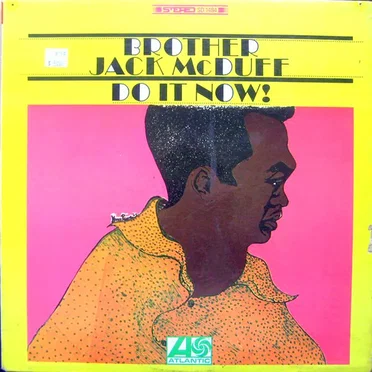 STEREO
BROTHER
JACK McDUFF
DO IT NOW!
ATLANTIC